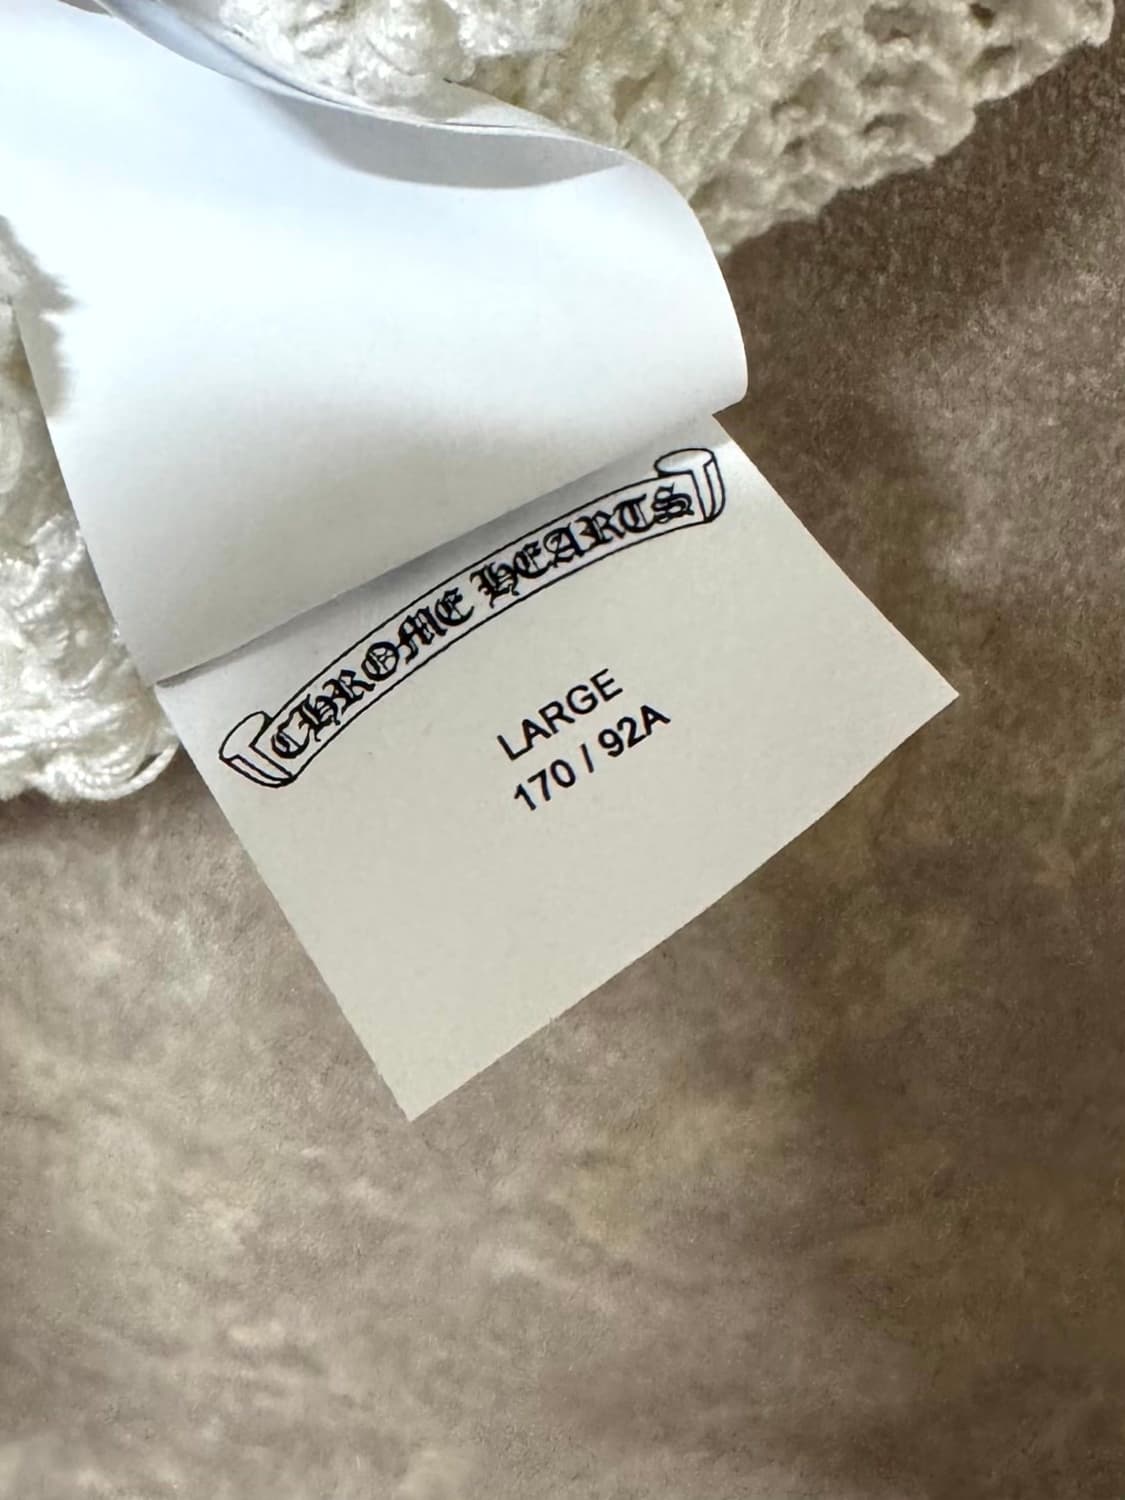 CHROME HEARTS
LARGE
170 / 92A